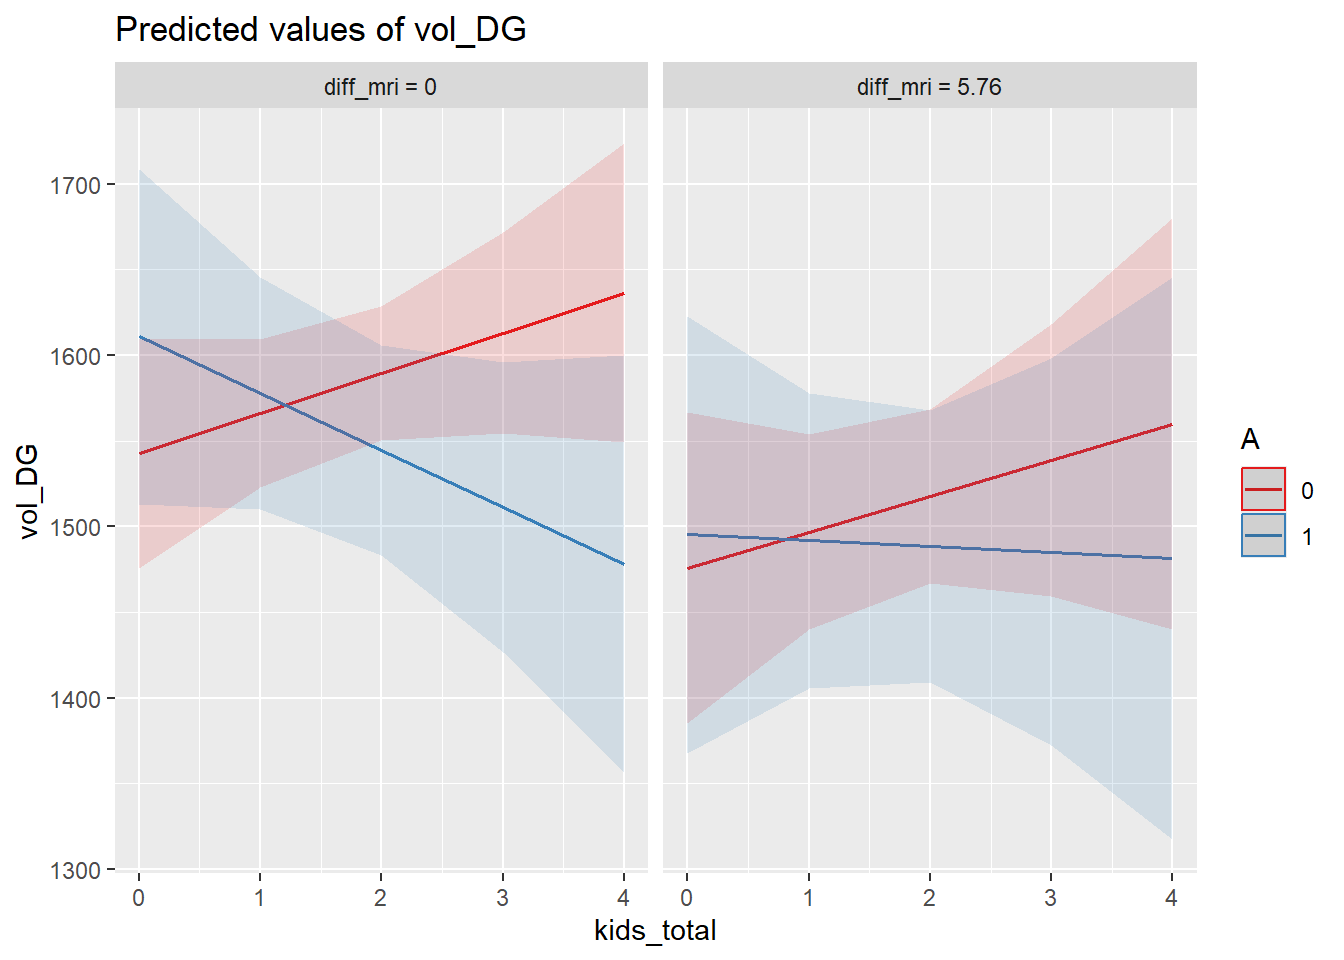 Predicted values of vol_DG
diff_mri = 0
diff_mri = 5.76
1700
1600
1500
1400
1300
vol_DG
0 1 2 3 4
0 1 2 3 4
kids_total
A
0
1